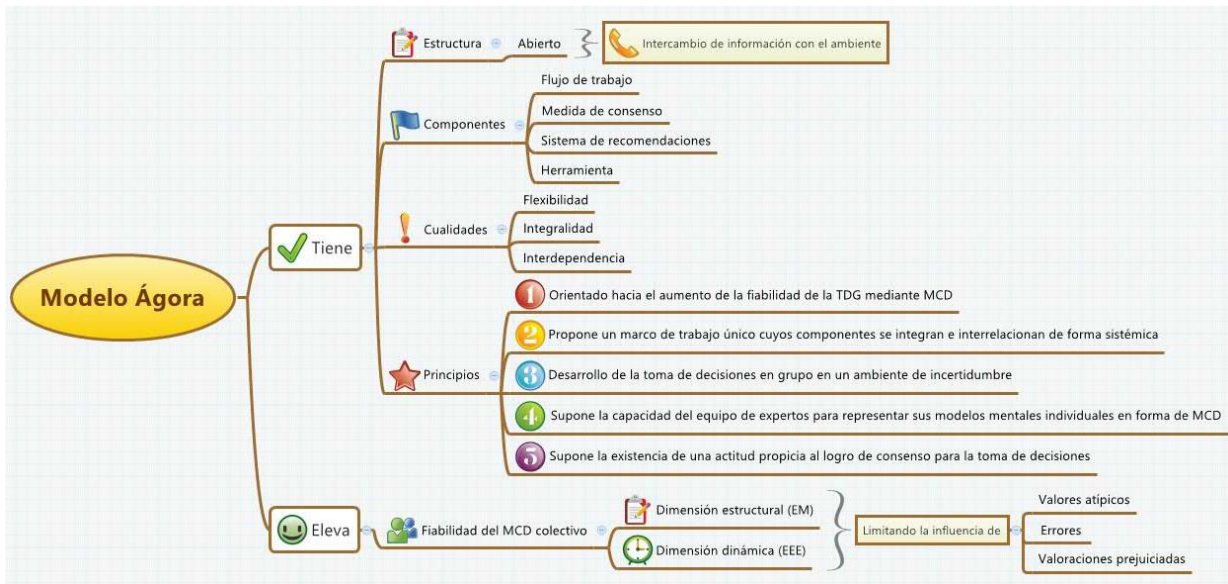 Modelo Ágora
Tiene
Estructura
Abierto
Intercambio de información con el ambiente
Componentes
Flujo de trabajo
Medida de consenso
Sistema de recomendaciones
Herramienta
Cualidades
Flexibilidad
Integralidad
Interdependencia
Principios
1 Orientado hacia el aumento de la fiabilidad de la TDG mediante MCD
2 Propone un marco de trabajo único cuyos componentes se integran e interrelacionan de forma sistémica
3 Desarrollo de la toma de decisiones en grupo en un ambiente de incertidumbre
4 Supone la capacidad del equipo de expertos para representar sus modelos mentales individuales en forma de MCD
5 Supone la existencia de una actitud propicia al logro de consenso para la toma de decisiones
Eleva
Fiabilidad del MCD colectivo
Dimensión estructural (EM)
Dimensión dinámica (EEE)
Limitando la influencia de
Valores atípicos
Errores
Valoraciones prejuiciadas